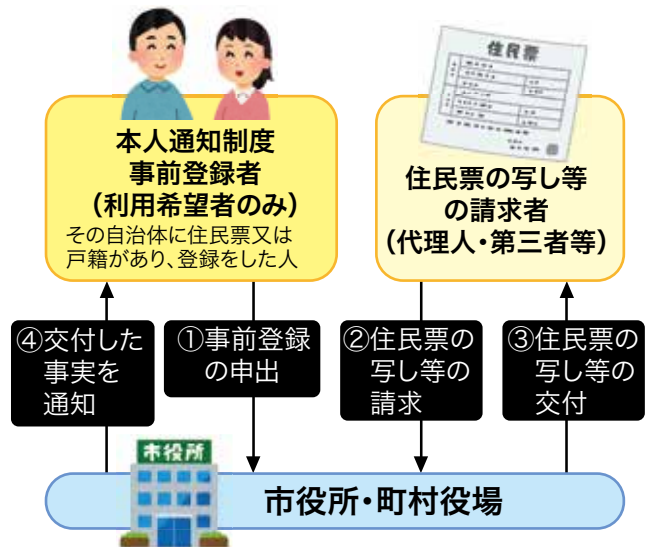 住民票
本人通知制度
事前登録者
（利用希望者のみ）
その自治体に住民票又は
戸籍があり、登録をした人
住民票の写し等
の請求者
（代理人・第三者等）
④交付した
事実を
通知
①事前登録
の申出
②住民票の
写し等の
請求
③住民票の
写し等の
交付
市役所
市役所・町村役場